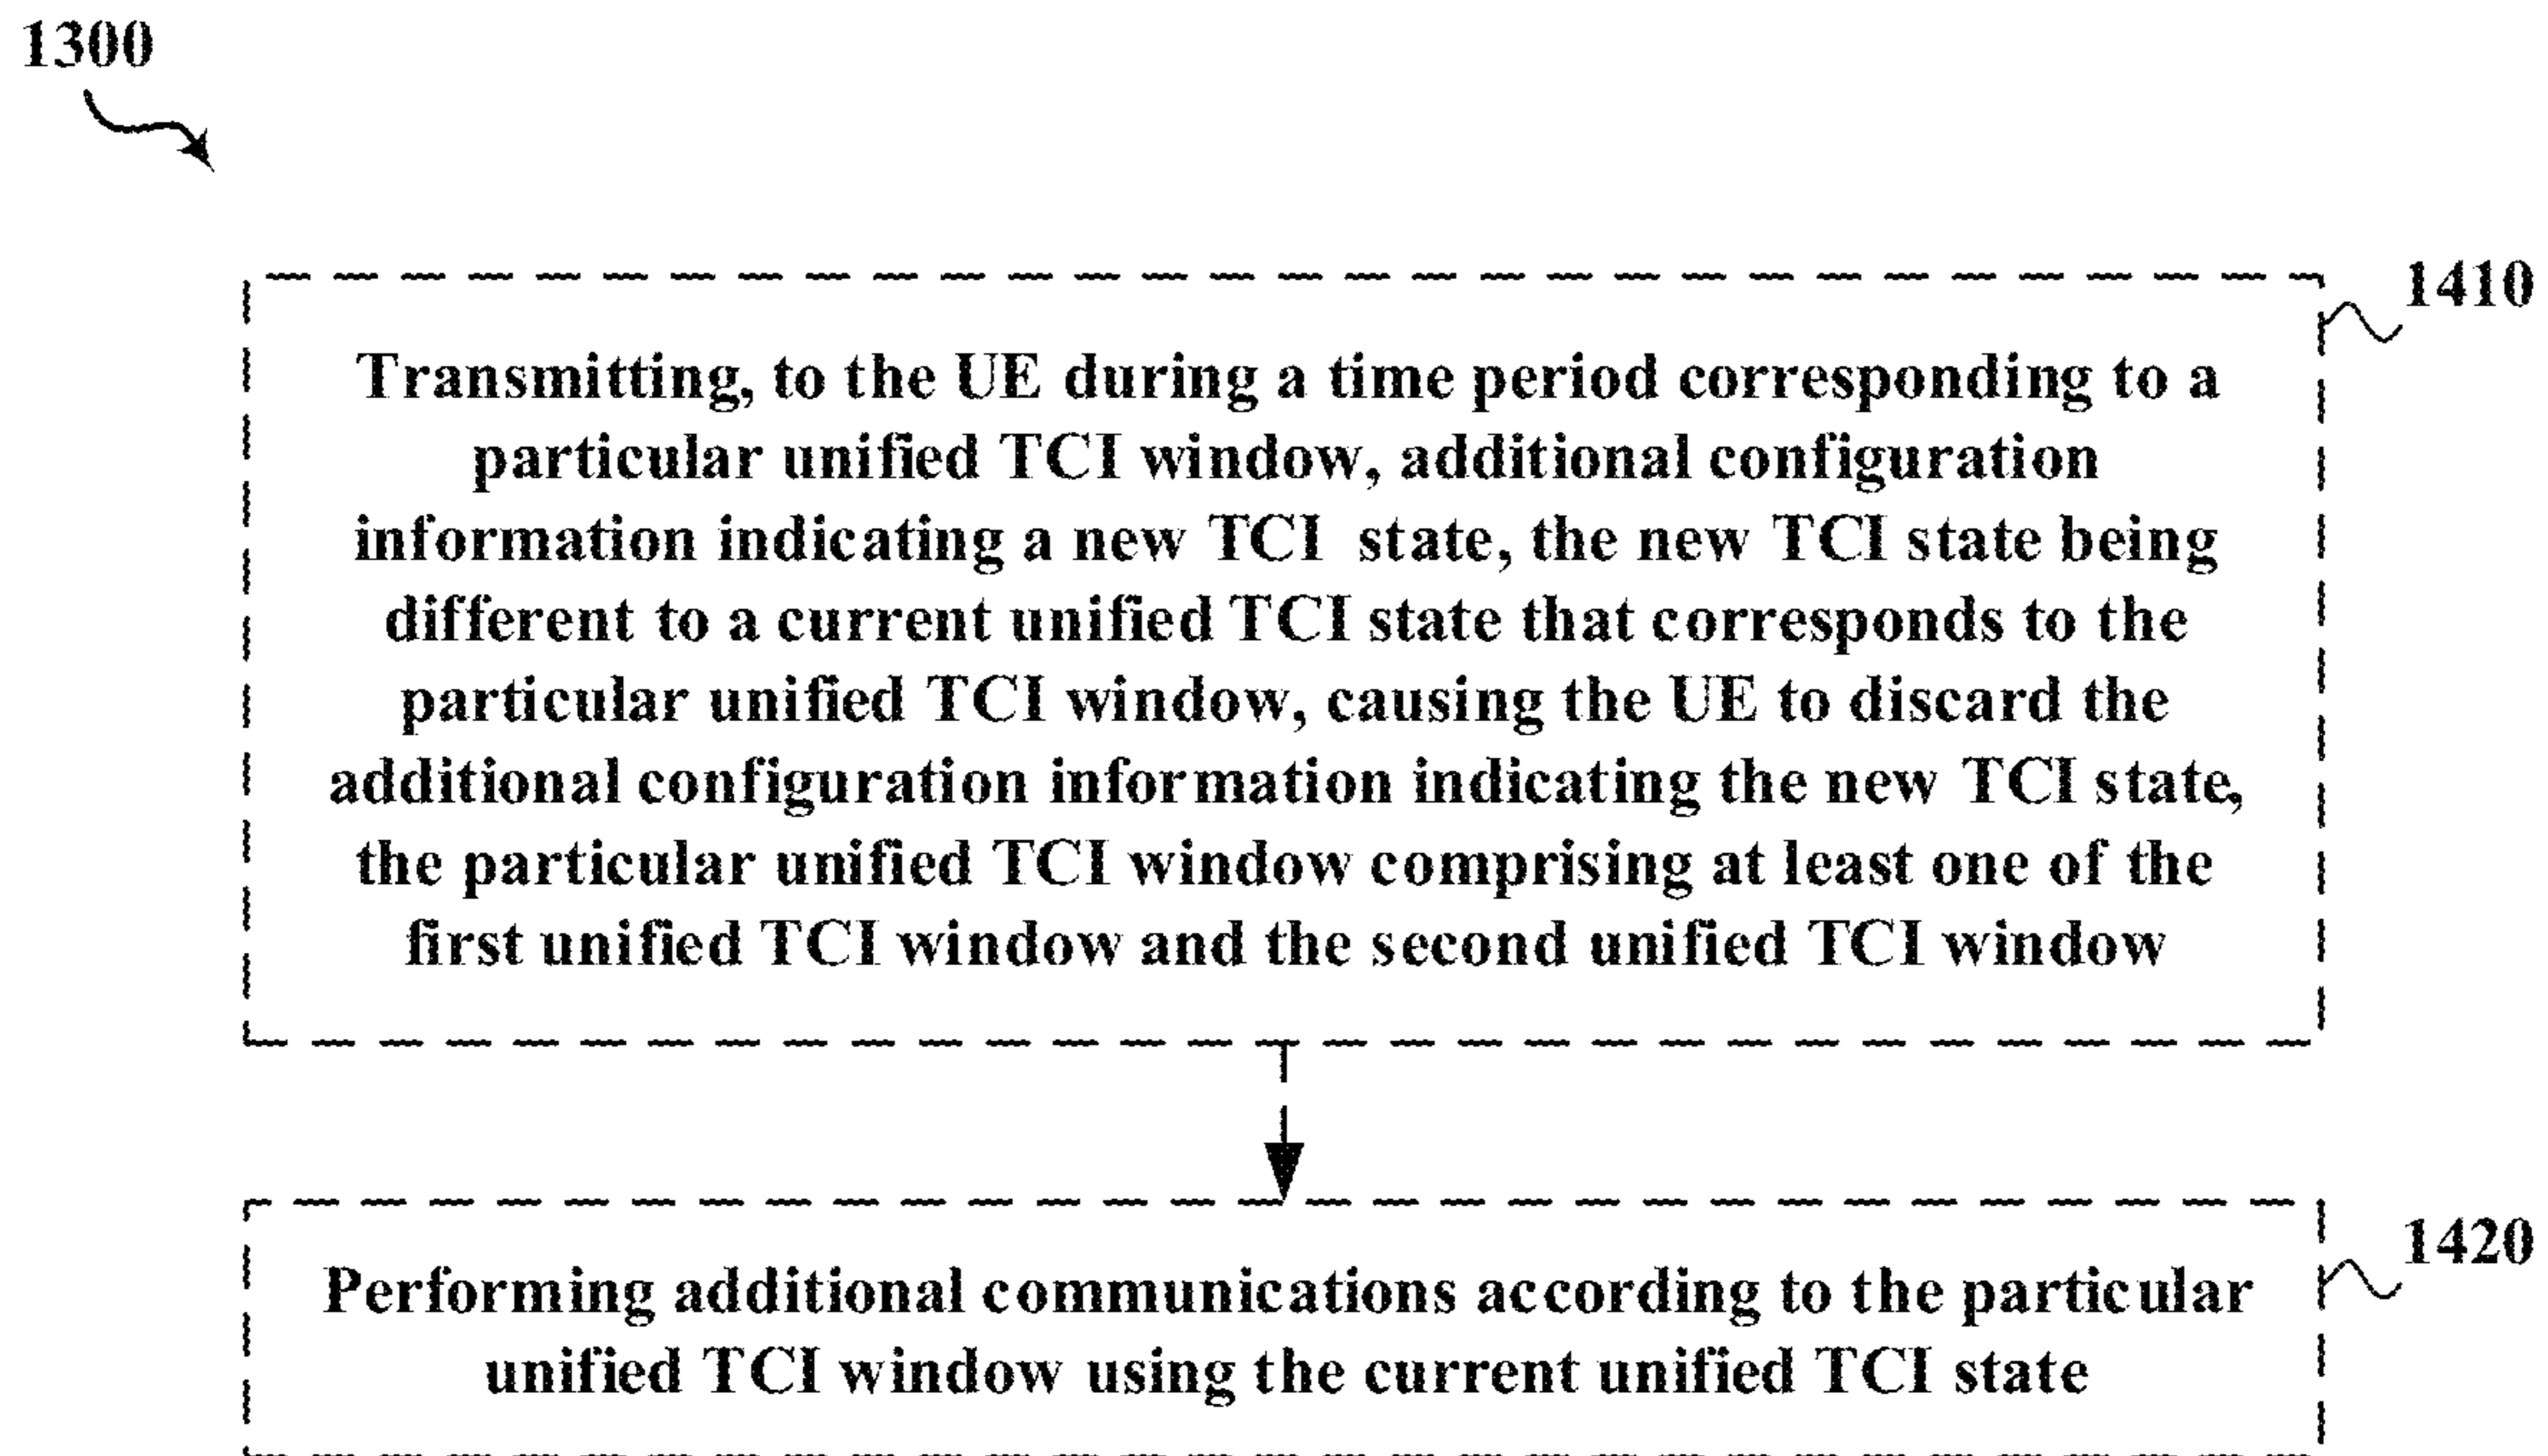 1300
1410
Transmitting, to the UE during a time period corresponding to a
particular unified TCI window, additional configuration
information indicating a new TCI state, the new TCI state being
different to a current unified TCI state that corresponds to the
particular unified TCI window, causing the UE to discard the
additional configuration information indicating the new TCI state,
the particular unified TCI window comprising at least one of the
first unified TCI window and the second unified TCI window
1420
Performing additional communications according to the particular
unified TCI window using the current unified TCI state